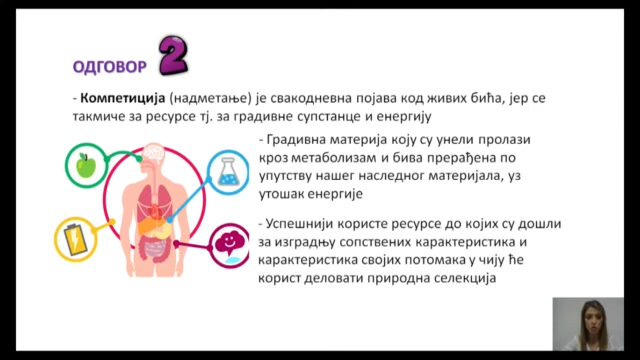 ОДГОВОР 2
- Компетиција (надметање) је свакодневна појава код живих бића, јер се
такмиче за ресурсе тј. за градивне супстанце и енергију
- Градивна материја коју су унели пролази
кроз метаболизам и бива прерађена по
упутству нашег наследног материјала, уз
утошак енергије
- Успешнији користе ресурсе до којих су дошли
за изградњу сопствених карактеристика и
карактеристика својих потомака у чију ће
корист деловати природна селекција